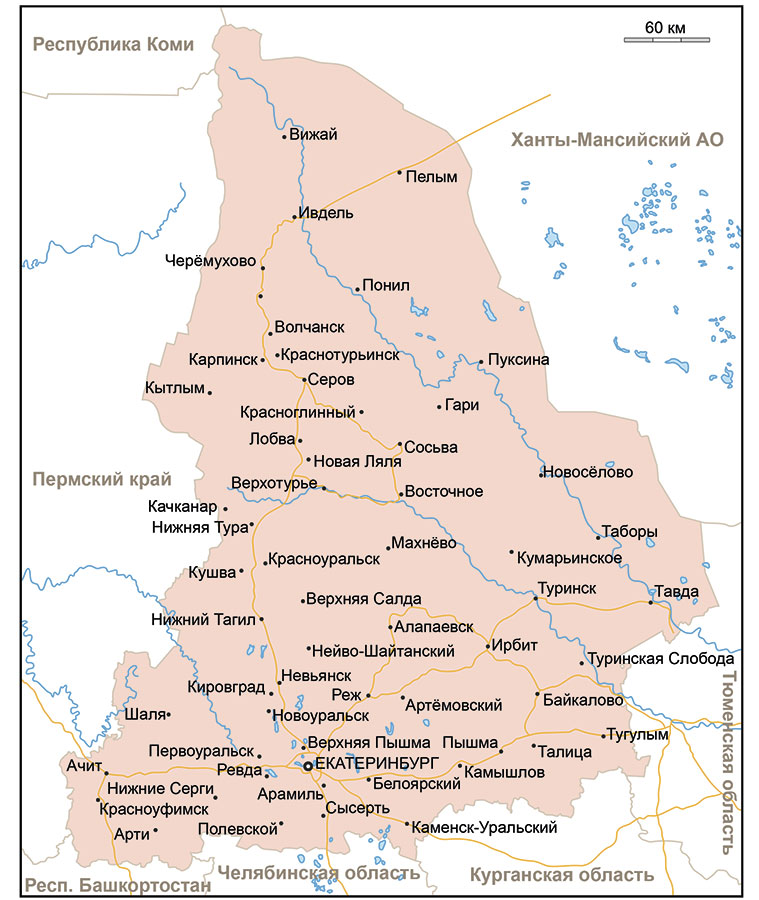 60 км
Республика Коми
Ханты-Мансийский АО
Вижай
Пелым
Ивдель
Черёмухово
Понил
Волчанск
Краснотурьинск
Карпинск
Пуксина
Серов
Кытлым
Гари
Красноглинный
Лобва
Сосьва
Новая Ляля
Новосёлово
Пермский край
Верхотурье
Восточное
Качканар
Нижняя Тура
Таборы
Махнёво
Кумарьинское
Красноуральск
Кушва
Туринск
Тавда
Верхняя Салда
Нижний Тагил
Алапаевск
Ирбит
Нейво-Шайтанский
Туринская Слобода
Невьянск
Кировград
Реж
Байкалово
Артёмовский
Шаля
Новоуральск
Тюменская область
Тугулым
Верхняя Пышма
Пышма
Первоуральск
Талица
ЕКАТЕРИНБУРГ
Ачит
Ревда
Камышлов
Белоярский
Нижние Серги
Арамиль
Красноуфимск
Сысерть
Арти
Полевской
Каменск-Уральский
Челябинская область
Курганская область
Респ. Башкортостан